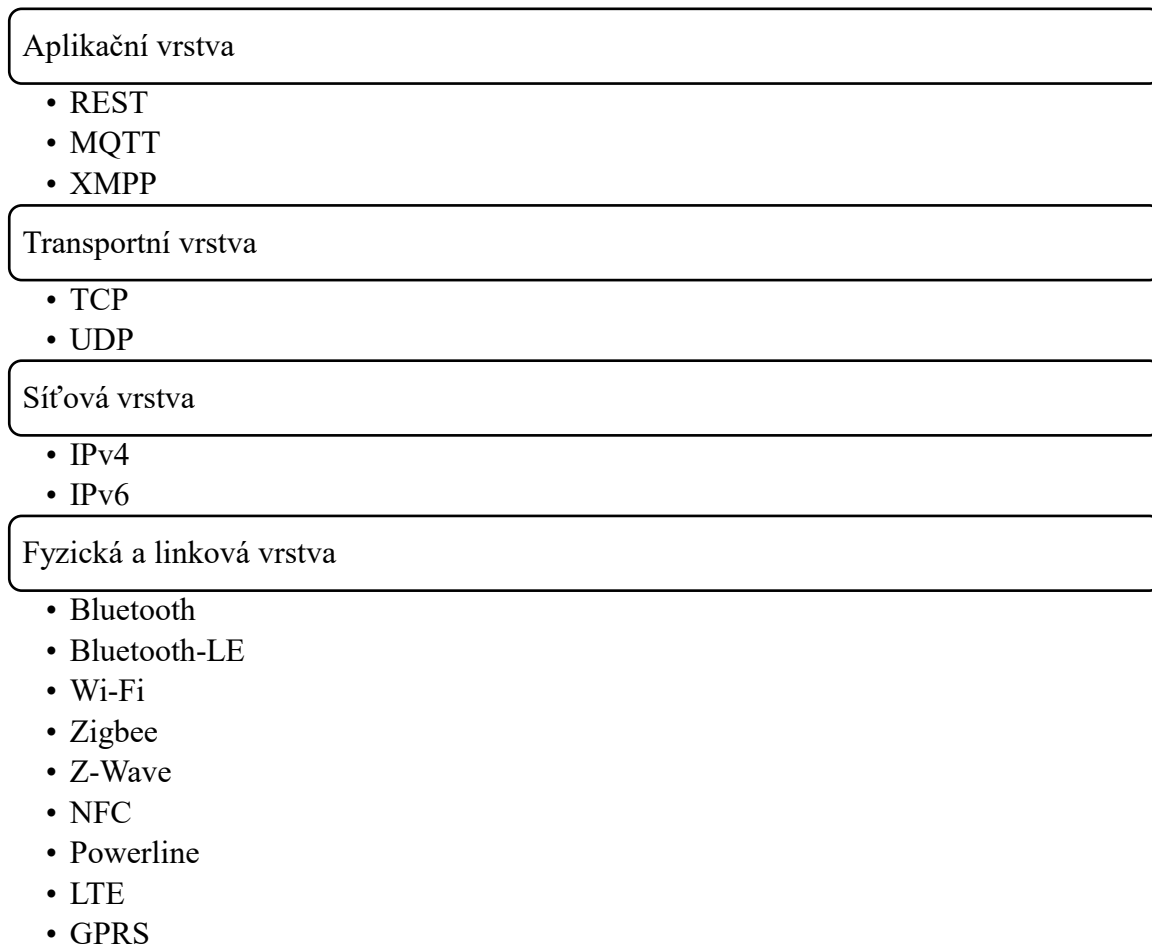 Aplikační vrstva
• REST
• MQTT
• XMPP
Transportní vrstva
• TCP
• UDP
Síťová vrstva
• IPv4
• IPv6
Fyzická a linková vrstva
• Bluetooth
• Bluetooth-LE
• Wi-Fi
• Zigbee
• Z-Wave
• NFC
• Powerline
• LTE
• GPRS